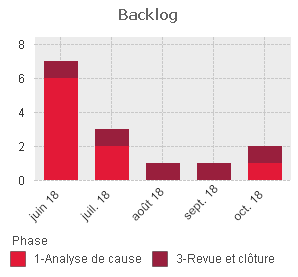 Backlog
8
6
4
2
0
juin 18
juil. 18
août 18
sept. 18
oct. 18
Phase
1-Analyse de cause
3-Revue et clôture